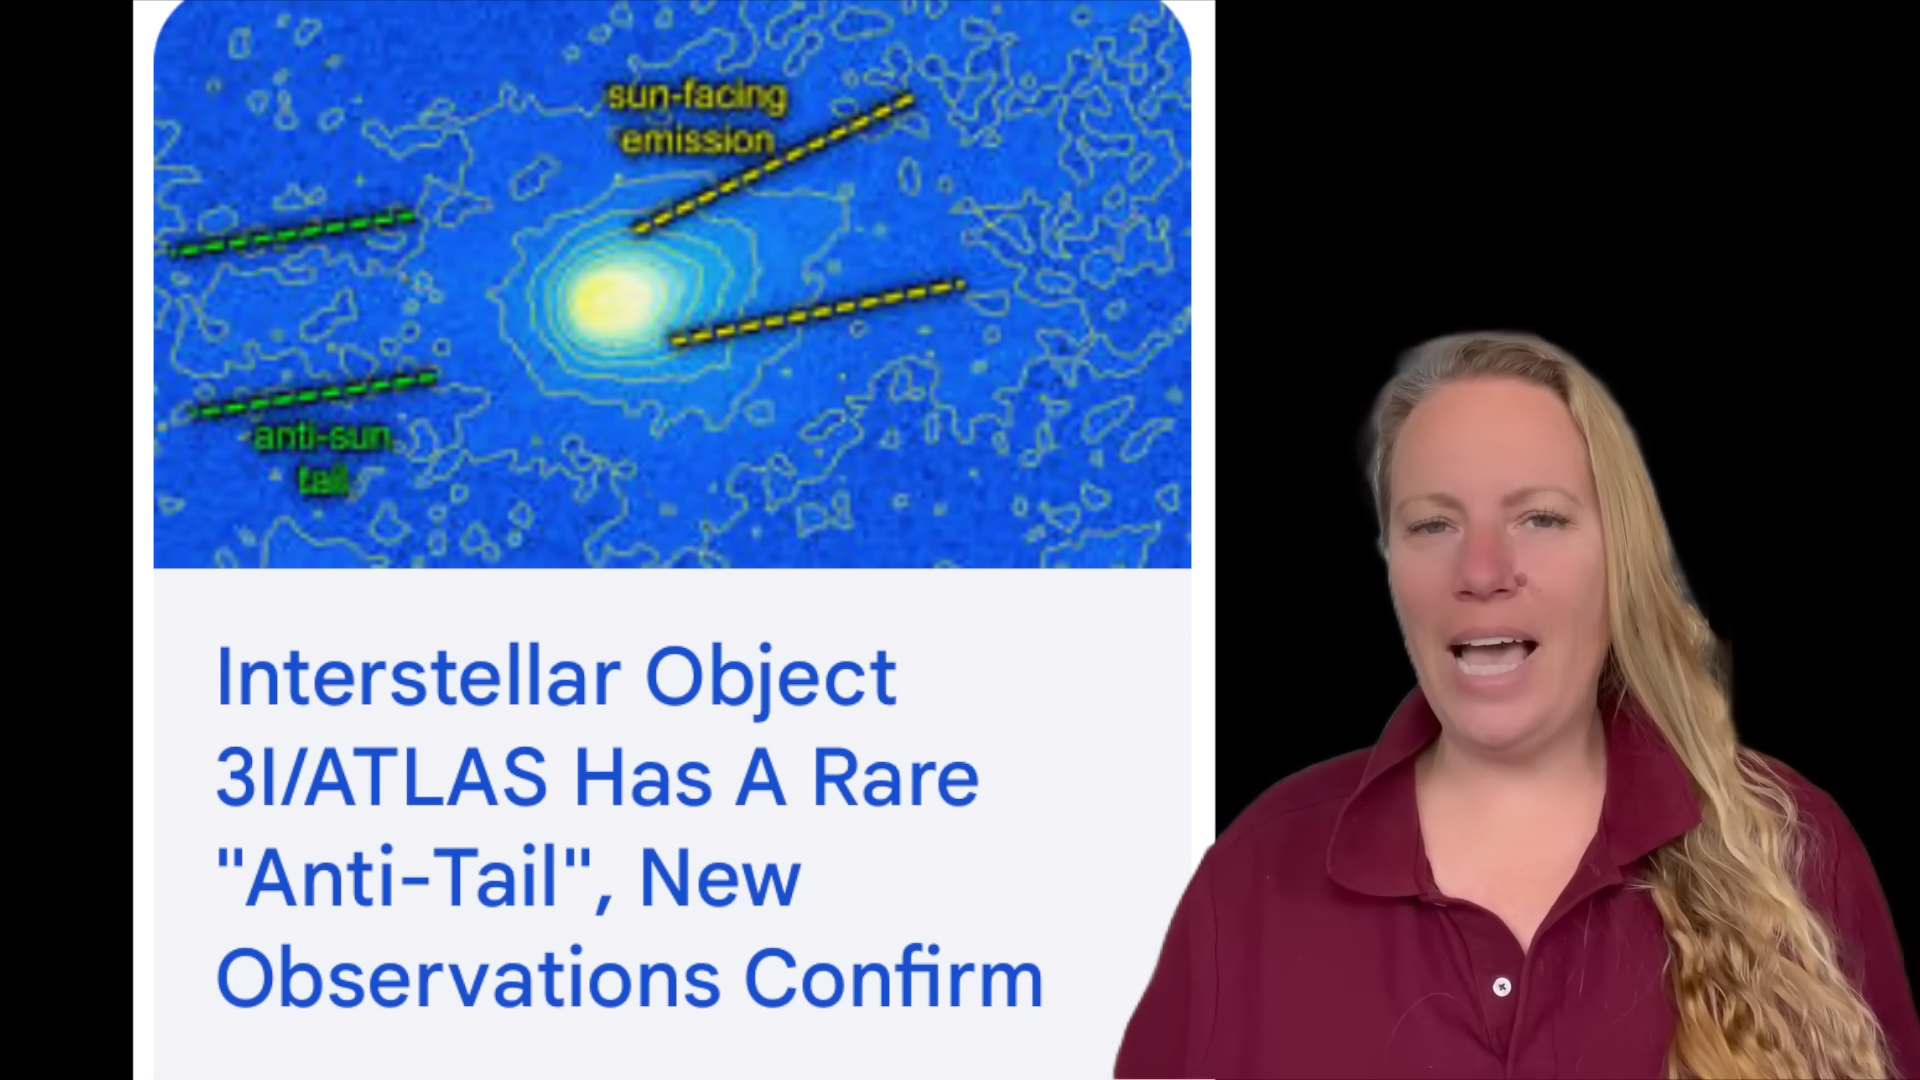 sun-facing
emission
anti-sun
tail
Interstellar Object
3I/ATLAS Has A Rare
"Anti-Tail", New
Observations Confirm